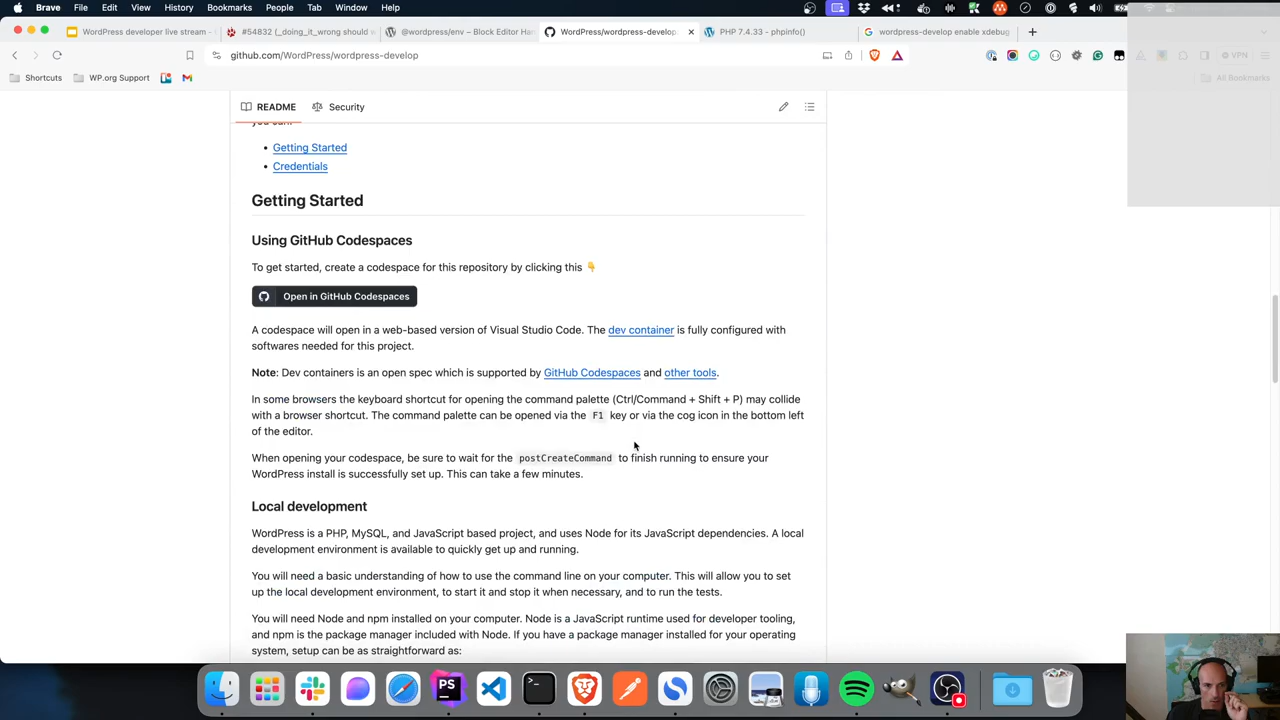 Brave File Edit View History Bookmarks People Tab Window Help
WordPress developer live stream -
#54832 (_doing_it_wrong should
@wordpress/env – Block Editor Han
WordPress/wordpress-develop:
PHP 7.4.33 - phpinfo()
wordpress-develop enable xdebug
github.com/WordPress/wordpress-develop
VPN
Shortcuts
WP.org Support
All Bookmarks
README
Security
you can:
Getting Started
Credentials
Getting Started
Using GitHub Codespaces
To get started, create a codespace for this repository by clicking this 👇
Open in GitHub Codespaces
A codespace will open in a web-based version of Visual Studio Code. The dev container is fully configured with
softwares needed for this project.
Note: Dev containers is an open spec which is supported by GitHub Codespaces and other tools.
In some browsers the keyboard shortcut for opening the command palette (Ctrl/Command + Shift + P) may collide
with a browser shortcut. The command palette can be opened via the F1 key or via the cog icon in the bottom left
of the editor.
When opening your codespace, be sure to wait for the postCreateCommand to finish running to ensure your
WordPress install is successfully set up. This can take a few minutes.
Local development
WordPress is a PHP, MySQL, and JavaScript based project, and uses Node for its JavaScript dependencies. A local
development environment is available to quickly get up and running.
You will need a basic understanding of how to use the command line on your computer. This will allow you to set
up the local development environment, to start it and stop it when necessary, and to run the tests.
You will need Node and npm installed on your computer. Node is a JavaScript runtime used for developer tooling,
and npm is the package manager included with Node. If you have a package manager installed for your operating
system, setup can be as straightforward as:
PS